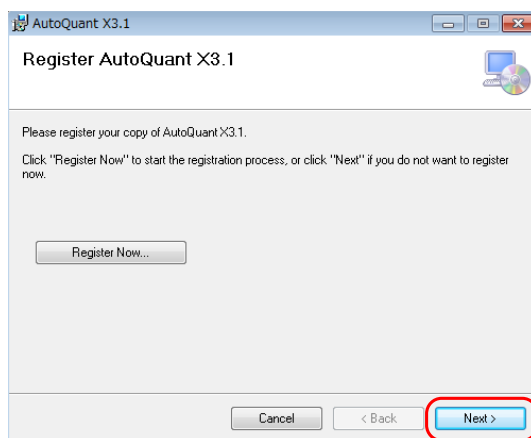 AutoQuant X3.1
Register AutoQuant X3.1
Please register your copy of AutoQuant X3.1.
Click "Register Now" to start the registration process, or click "Next" if you do not want to register
now.
Register Now...
Cancel
< Back
Next >